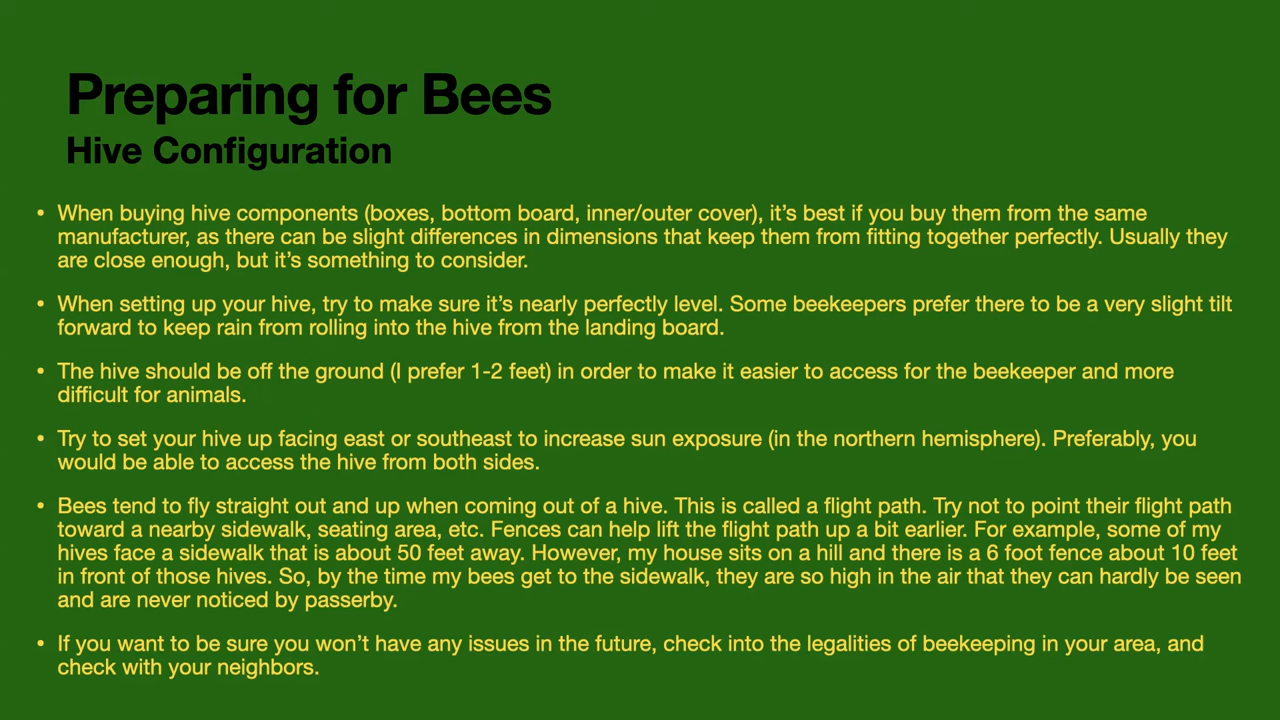 Preparing for Bees
Hive Configuration
• When buying hive components (boxes, bottom board, inner/outer cover), it’s best if you buy them from the same
manufacturer, as there can be slight differences in dimensions that keep them from fitting together perfectly. Usually they
are close enough, but it’s something to consider.
• When setting up your hive, try to make sure it’s nearly perfectly level. Some beekeepers prefer there to be a very slight tilt
forward to keep rain from rolling into the hive from the landing board.
• The hive should be off the ground (I prefer 1-2 feet) in order to make it easier to access for the beekeeper and more
difficult for animals.
• Try to set your hive up facing east or southeast to increase sun exposure (in the northern hemisphere). Preferably, you
would be able to access the hive from both sides.
• Bees tend to fly straight out and up when coming out of a hive. This is called a flight path. Try not to point their flight path
toward a nearby sidewalk, seating area, etc. Fences can help lift the flight path up a bit earlier. For example, some of my
hives face a sidewalk that is about 50 feet away. However, my house sits on a hill and there is a 6 foot fence about 10 feet
in front of those hives. So, by the time my bees get to the sidewalk, they are so high in the air that they can hardly be seen
and are never noticed by passerby.
• If you want to be sure you won’t have any issues in the future, check into the legalities of beekeeping in your area, and
check with your neighbors.